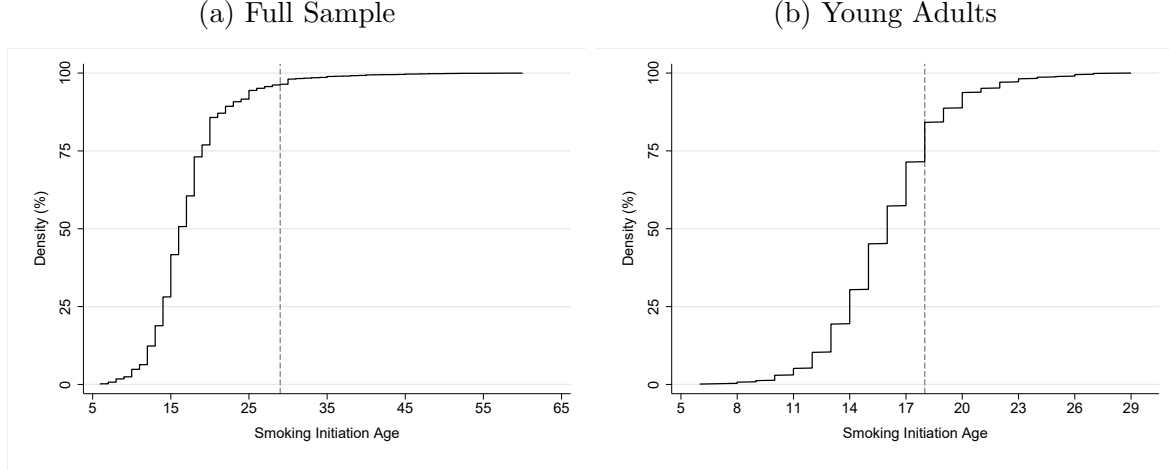 (a) Full Sample
100
75
50
25
0
Density (%)
5 15 25 35 45 55 65
Smoking Initiation Age
(b) Young Adults
100
75
50
25
0
Density (%)
5 8 11 14 17 20 23 26 29
Smoking Initiation Age